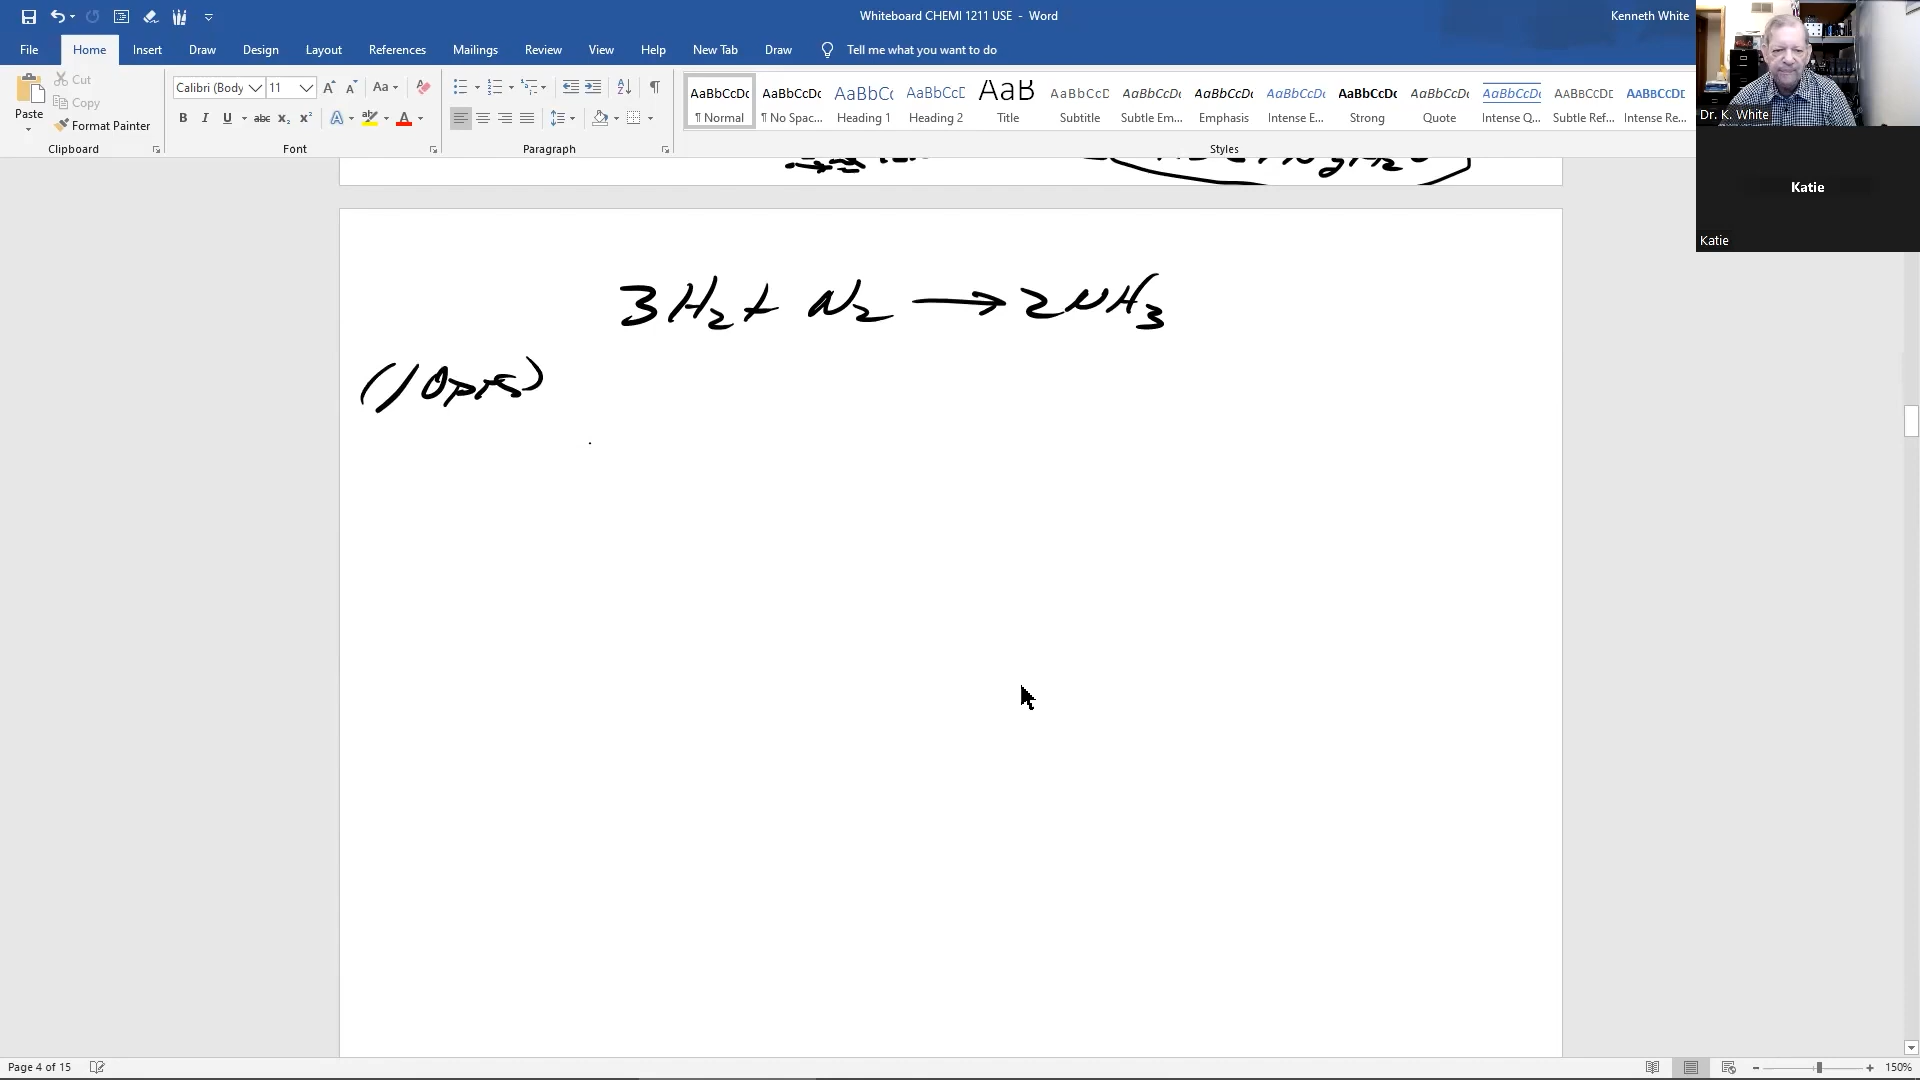 Whiteboard CHEMI 1211 USE - Word
Kenneth White
File Home Insert Draw Design Layout References Mailings Review View Help New Tab Draw Tell me what you want to do
Paste
Cut
Copy
Format Painter
Clipboard
Calibri (Body 11
Font
Paragraph
AaBbCcDc AaBbCcDc AaBbCc AaBbCcD AaB AaBbCcD AaBbCcDc AaBbCcDc AaBbCcDc AaBbCcDc AaBbCcDc AaBbCcDc AABBCCDE AABBCCDE
¶ Normal ¶ No Spac... Heading 1 Heading 2 Title Subtitle Subtle Em... Emphasis Intense E... Strong Quote Intense Q... Subtle Ref... Intense Re...
Styles
Dr. K. White
Katie
Katie
3H₂ + N₂ → 2NH₃
(10pts)
Page 4 of 15
150%